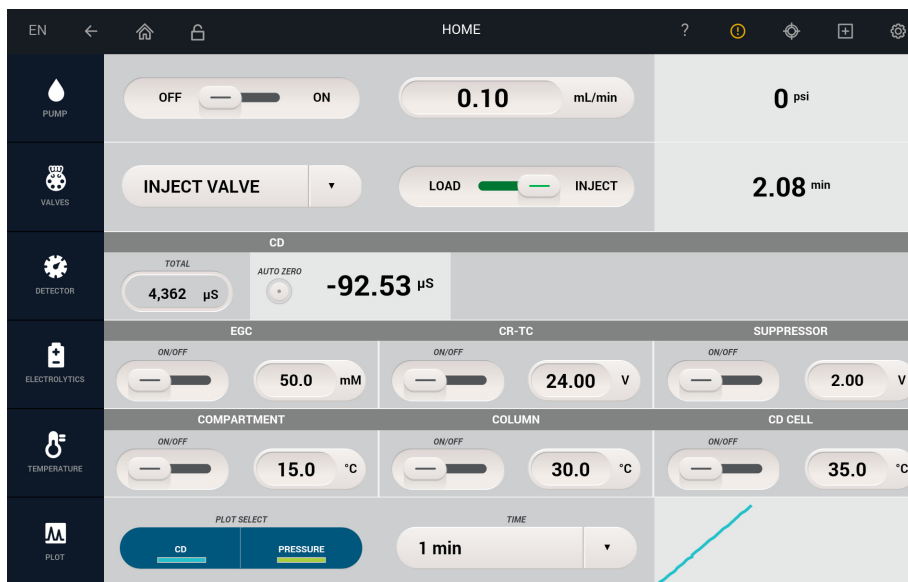 EN HOME ?
PUMP OFF ON 0.10 mL/min 0 psi
VALVES INJECT VALVE LOAD INJECT 2.08 min
CD
DETECTOR TOTAL 4,362 µS AUTO ZERO -92.53 µS
EGC CR-TC SUPPRESSOR
ELECTROLYTICS ON/OFF 50.0 mM ON/OFF 24.00 V ON/OFF 2.00 V
COMPARTMENT COLUMN CD CELL
TEMPERATURE ON/OFF 15.0 °C ON/OFF 30.0 °C ON/OFF 35.0 °C
PLOT SELECT TIME
PLOT CD PRESSURE 1 min